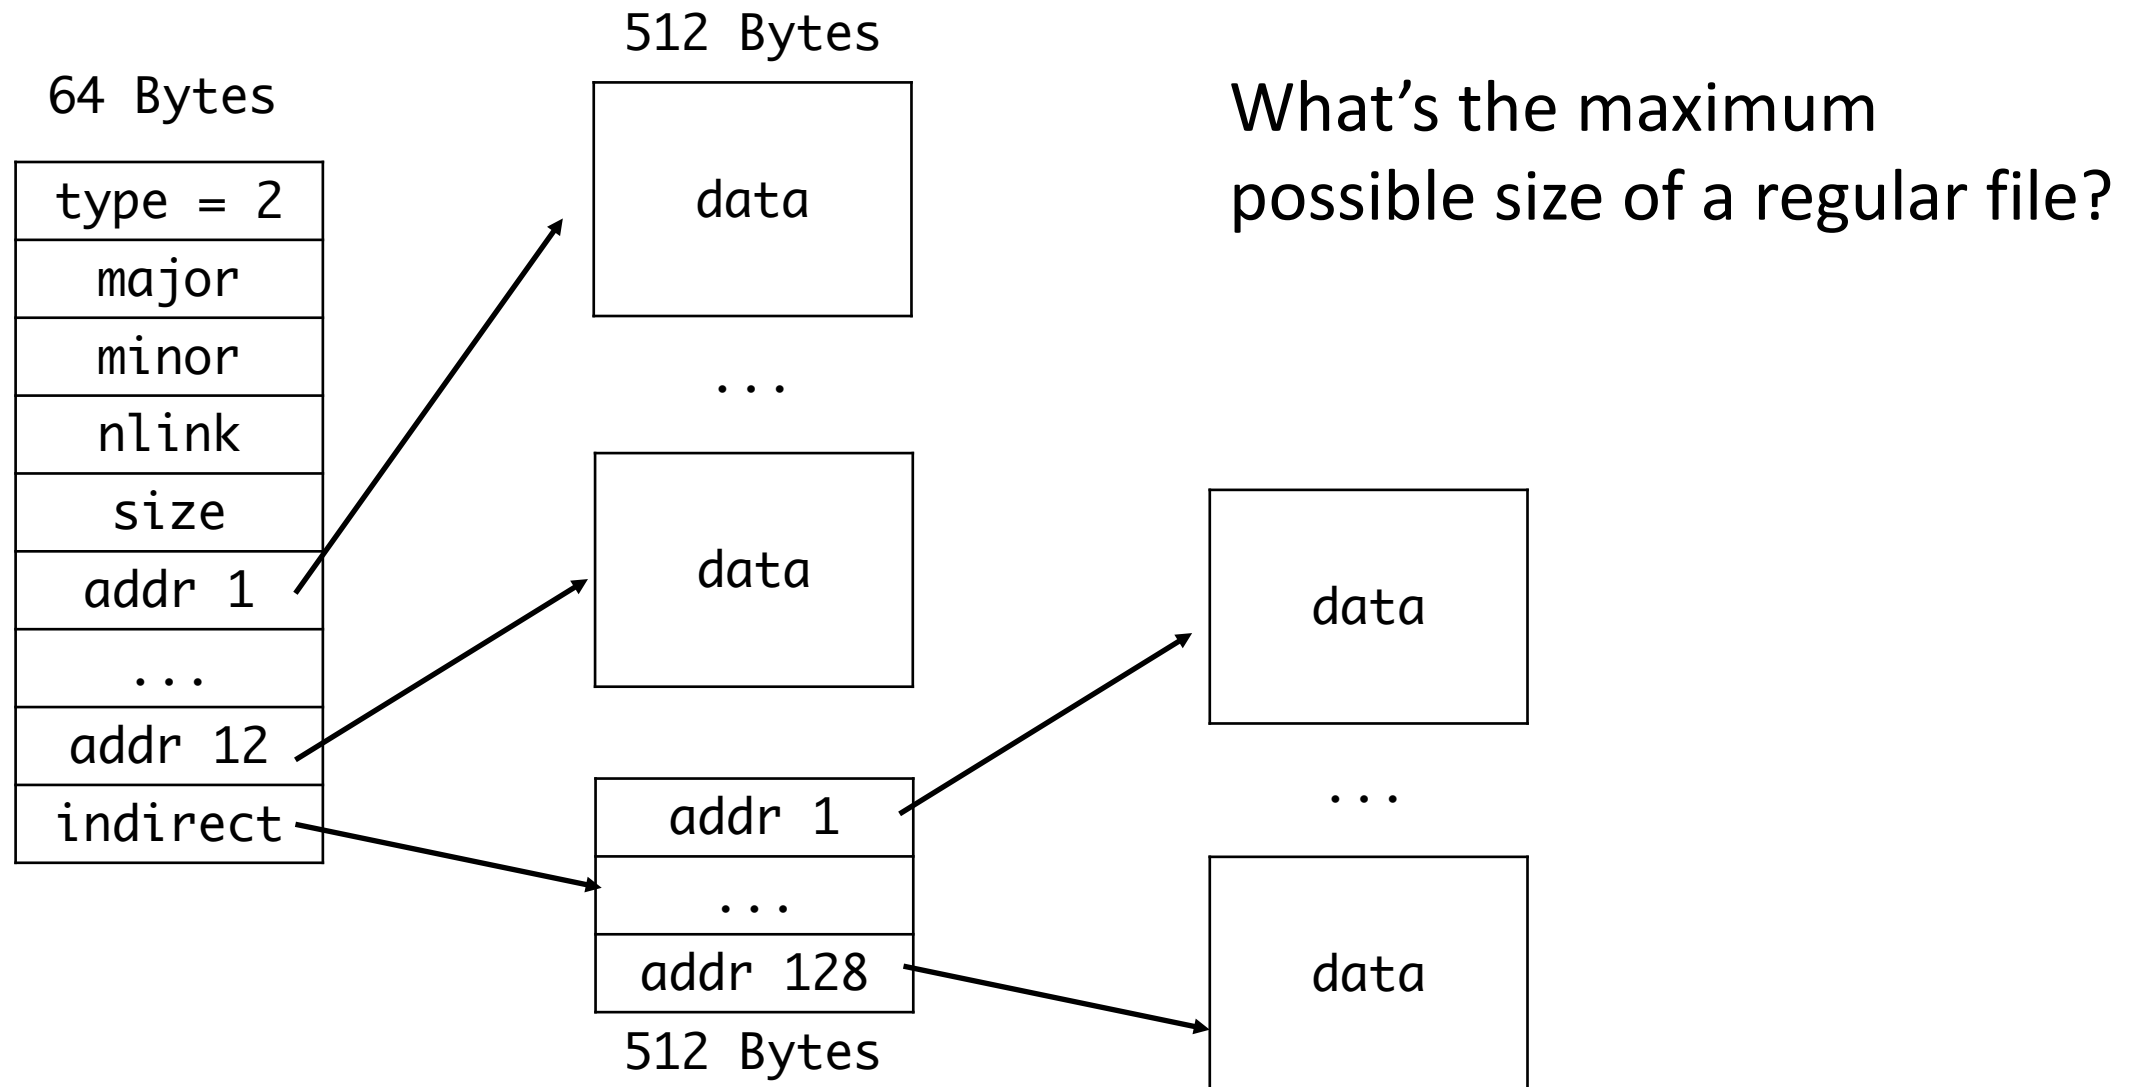 64 Bytes
type = 2
major
minor
nlink
size
addr 1
...
addr 12
indirect
512 Bytes
data
...
data
addr 1
...
addr 128
512 Bytes
data
...
data
What’s the maximum
possible size of a regular file?